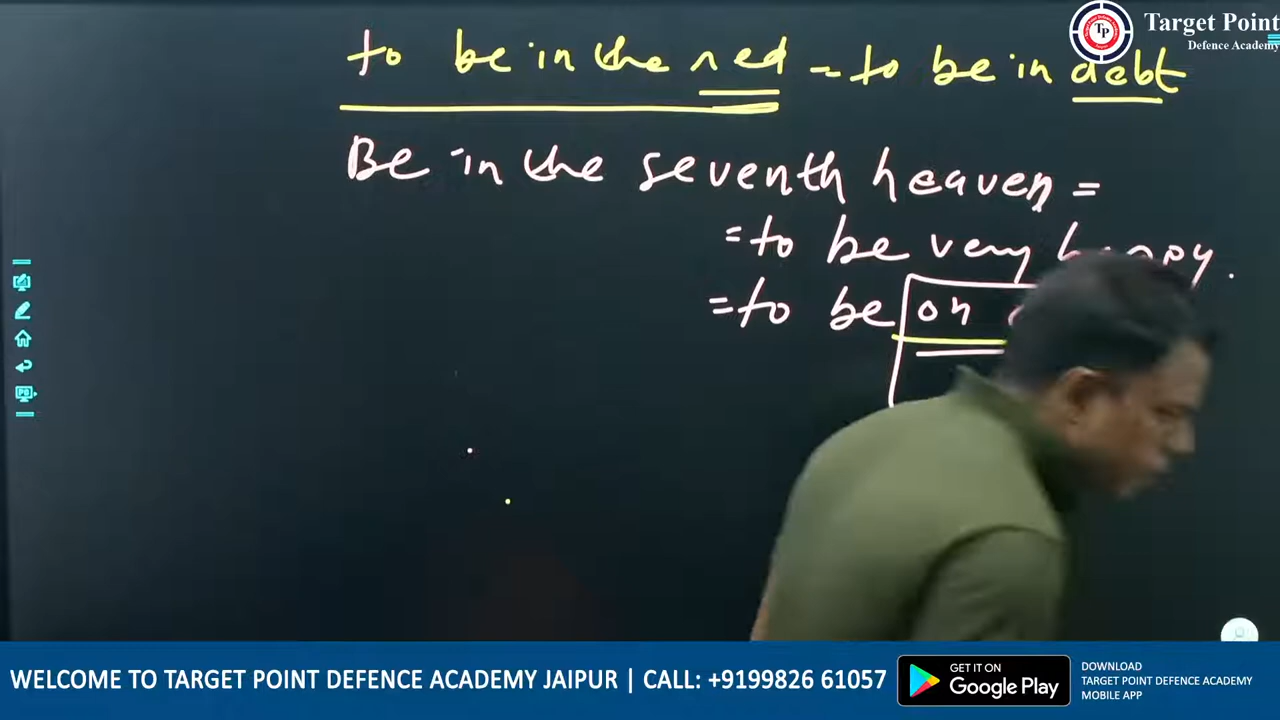 Target Point
Defence Academy
to be in the red = to be in debt
Be in the seventh heaven =
= to be very happy.
= to be on
WELCOME TO TARGET POINT DEFENCE ACADEMY JAIPUR | CALL: +9199826 61057
GET IT ON
Google Play
DOWNLOAD
TARGET POINT DEFENCE ACADEMY
MOBILE APP